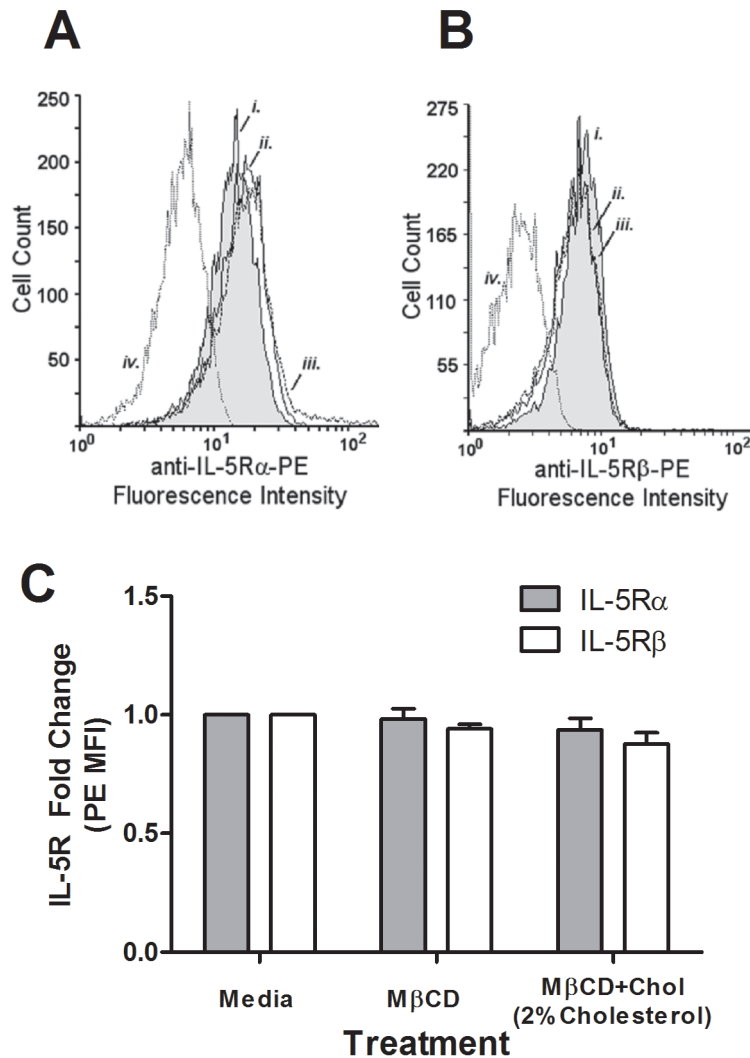 A
250
200
150
100
50
Cell Count
i.
ii.
iii.
iv.
10⁰
10¹
10²
anti-IL-5Rα-PE
Fluorescence Intensity
B
275
220
165
110
55
Cell Count
i.
ii.
iii.
iv.
10⁰
10¹
10²
anti-IL-5Rβ-PE
Fluorescence Intensity
C
1.5
1.0
0.5
0.0
IL-5R Fold Change
(PE MFI)
IL-5Rα
IL-5Rβ
Media
MβCD
MβCD+Chol
(2% Cholesterol)
Treatment